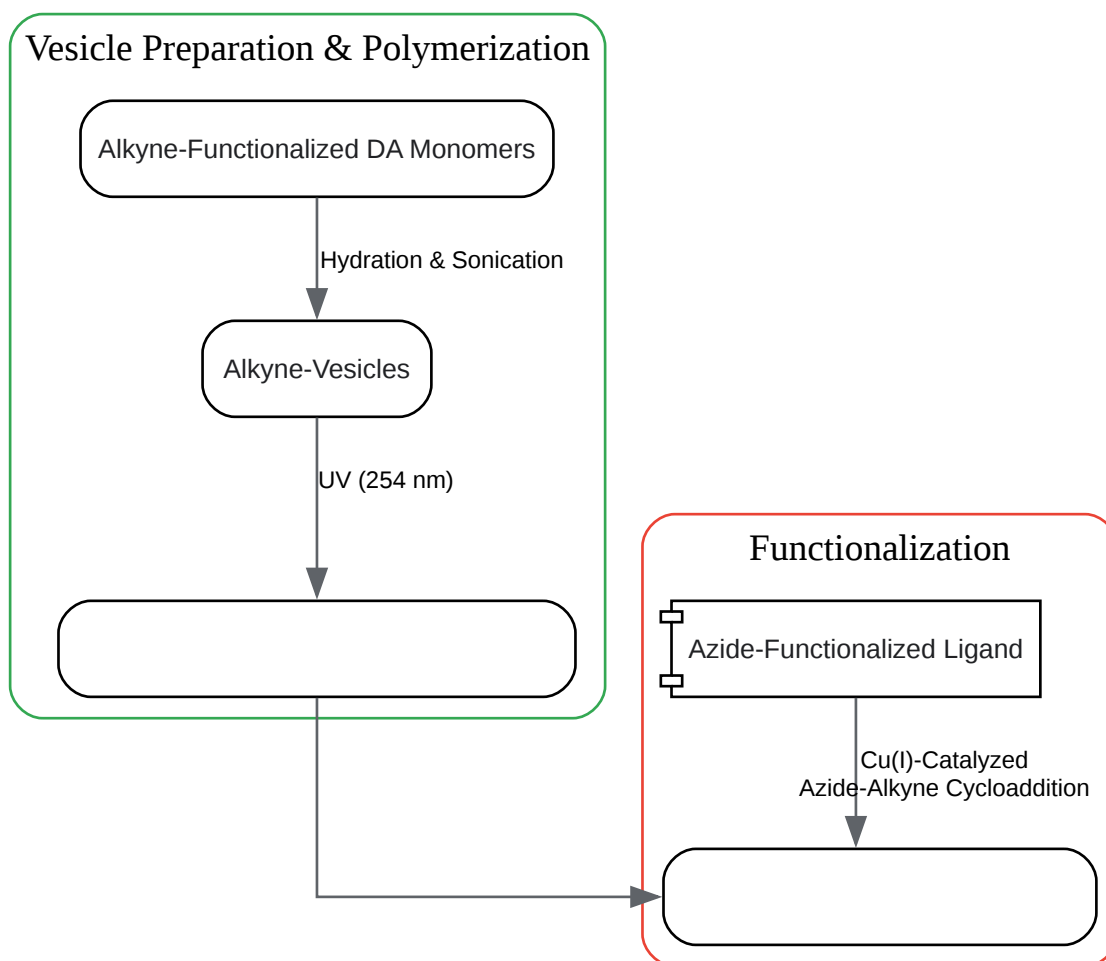 Vesicle Preparation & Polymerization
Alkyne-Functionalized DA Monomers
Hydration & Sonication
Alkyne-Vesicles
UV (254 nm)
Functionalization
Azide-Functionalized Ligand
Cu(I)-Catalyzed
Azide-Alkyne Cycloaddition